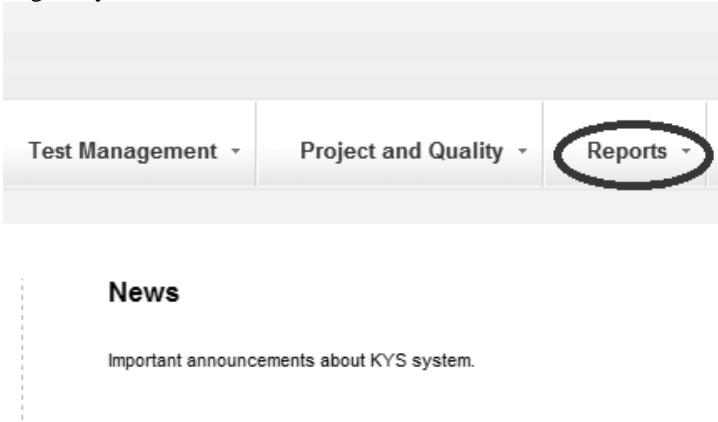 Test Management Project and Quality Reports
News
Important announcements about KYS system.